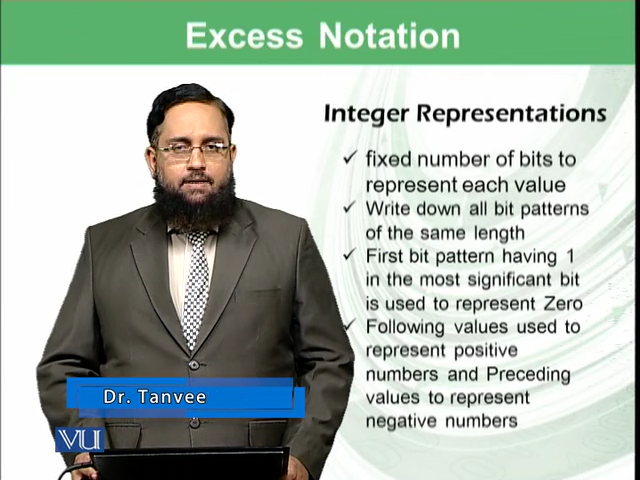 Excess Notation
Integer Representations
fixed number of bits to
represent each value
Write down all bit patterns
of the same length
First bit pattern having 1
in the most significant bit
is used to represent Zero
Following values used to
represent positive
numbers and Preceding
values to represent
negative numbers
Dr. Tanvee
VU